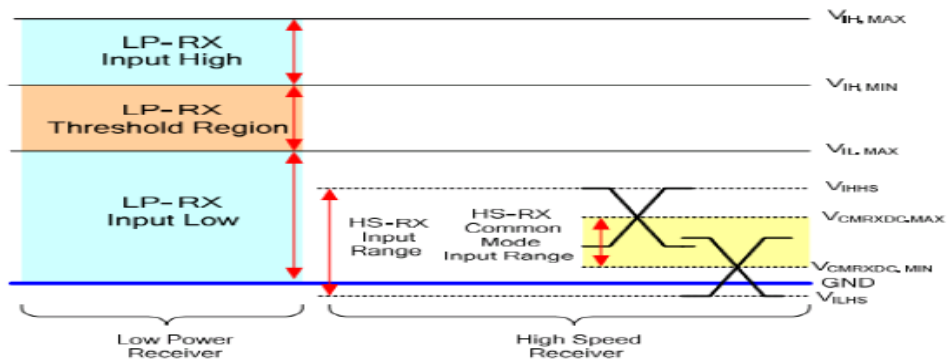 VIH, MAX
LP-RX
Input High
VIH, MIN
LP-RX
Threshold Region
VIL, MAX
LP-RX
Input Low
VIHHS
HS-RX
Input
Range
HS-RX
Common
Mode
Input Range
VCMRXDC,MAX
VCMRXDC, MIN
GND
VILHS
Low Power
Receiver
High Speed
Receiver